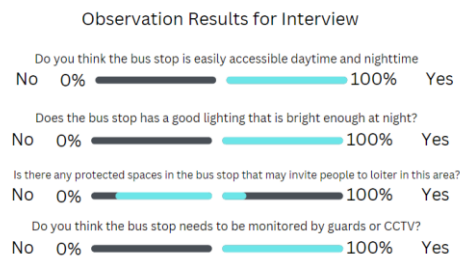 Observation Results for Interview
Do you think the bus stop is easily accessible daytime and nighttime
No 0% 100% Yes
Does the bus stop has a good lighting that is bright enough at night?
No 0% 100% Yes
Is there any protected spaces in the bus stop that may invite people to loiter in this area?
No 0% 100% Yes
Do you think the bus stop needs to be monitored by guards or CCTV?
No 0% 100% Yes